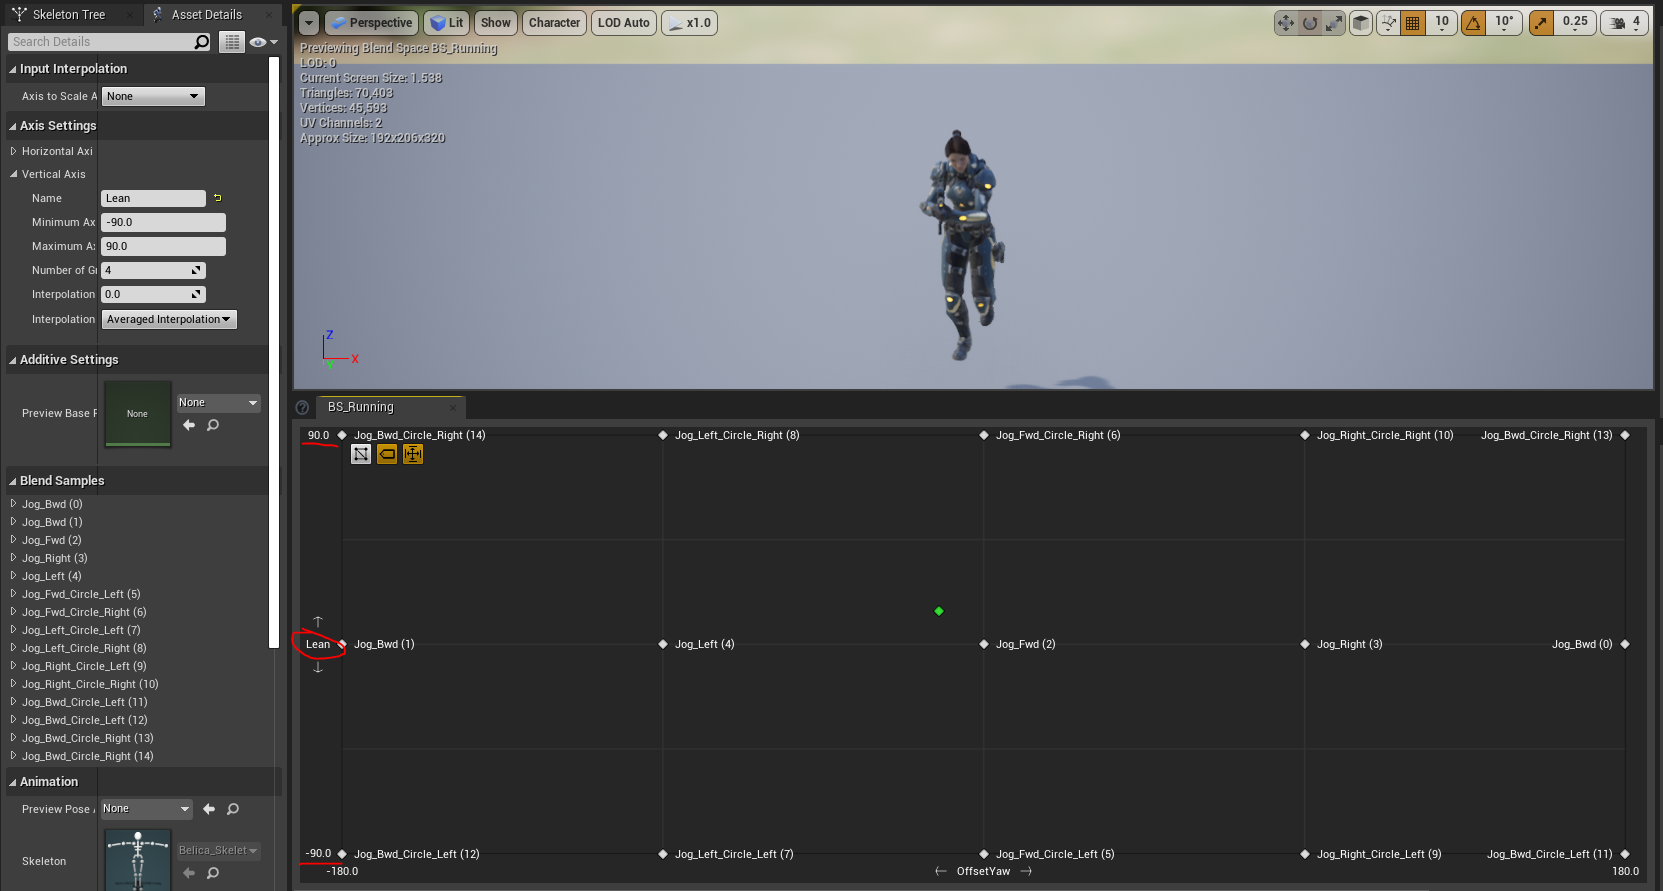 Skeleton Tree
Asset Details
Search Details
Input Interpolation
Axis to Scale A
None
Axis Settings
Horizontal Axi
Vertical Axis
Name
Lean
Minimum Ax
-90.0
Maximum A
90.0
Number of G
4
Interpolation
0.0
Interpolation
Averaged Interpolation
Additive Settings
Preview Base F
None
None
Blend Samples
Jog_Bwd (0)
Jog_Bwd (1)
Jog_Fwd (2)
Jog_Right (3)
Jog_Left (4)
Jog_Fwd_Circle_Left (5)
Jog_Fwd_Circle_Right (6)
Jog_Left_Circle_Left (7)
Jog_Left_Circle_Right (8)
Jog_Right_Circle_Left (9)
Jog_Right_Circle_Right (10)
Jog_Bwd_Circle_Left (11)
Jog_Bwd_Circle_Left (12)
Jog_Bwd_Circle_Right (13)
Jog_Bwd_Circle_Right (14)
Animation
Preview Pose
None
Skeleton
Belica_Skelet
Perspective
Lit
Show
Character
LOD Auto
x1.0
10
10°
0.25
4
Previewing Blend Space BS_Running
LOD: 0
Current Screen Size: 1.538
Triangles: 70,403
Vertices: 45,593
UV Channels: 2
Approx Size: 192x206x320
Z
X
Y
BS_Running
90.0
Jog_Bwd_Circle_Right (14)
Jog_Left_Circle_Right (8)
Jog_Fwd_Circle_Right (6)
Jog_Right_Circle_Right (10)
Jog_Bwd_Circle_Right (13)
Lean
Jog_Bwd (1)
Jog_Left (4)
Jog_Fwd (2)
Jog_Right (3)
Jog_Bwd (0)
-90.0
Jog_Bwd_Circle_Left (12)
Jog_Left_Circle_Left (7)
Jog_Fwd_Circle_Left (5)
Jog_Right_Circle_Left (9)
Jog_Bwd_Circle_Left (11)
-180.0
OffsetYaw
180.0